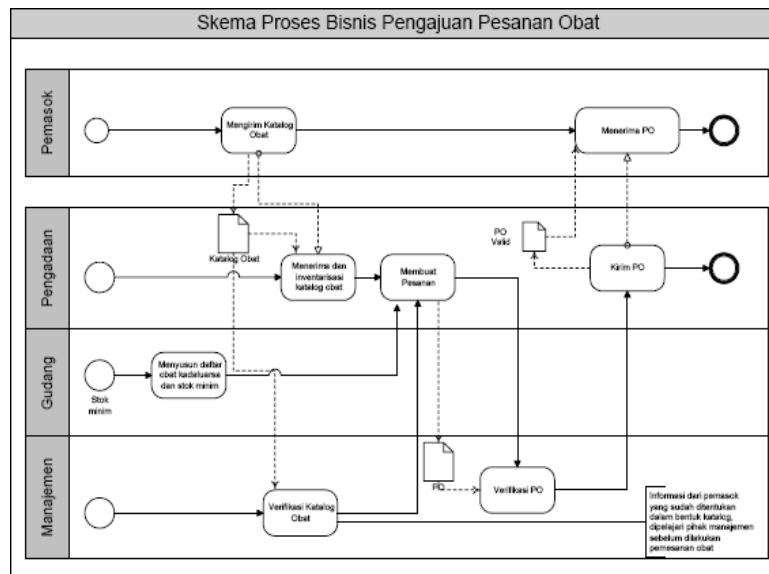 Skema Proses Bisnis Pengajuan Pesanan Obat
Pemasok
Mengirim Katalog
Obat
Menerima PO
Pengadaan
Katalog Obat
Menerima dan
inventarisasi
katalog obat
Membuat
Pesanan
PO
Valid
Kirim PO
Gudang
Stok
minim
Menyusun daftar
obat kadaluarsa
dan stok minim
Manajemen
Verifikasi Katalog
Obat
PO
Verifikasi PO
Informasi dari pemasok
yang sudah ditentukan
dalam bentuk katalog,
dipelajari pihak manajemen
sebelum dilakukan
pemesanan obat